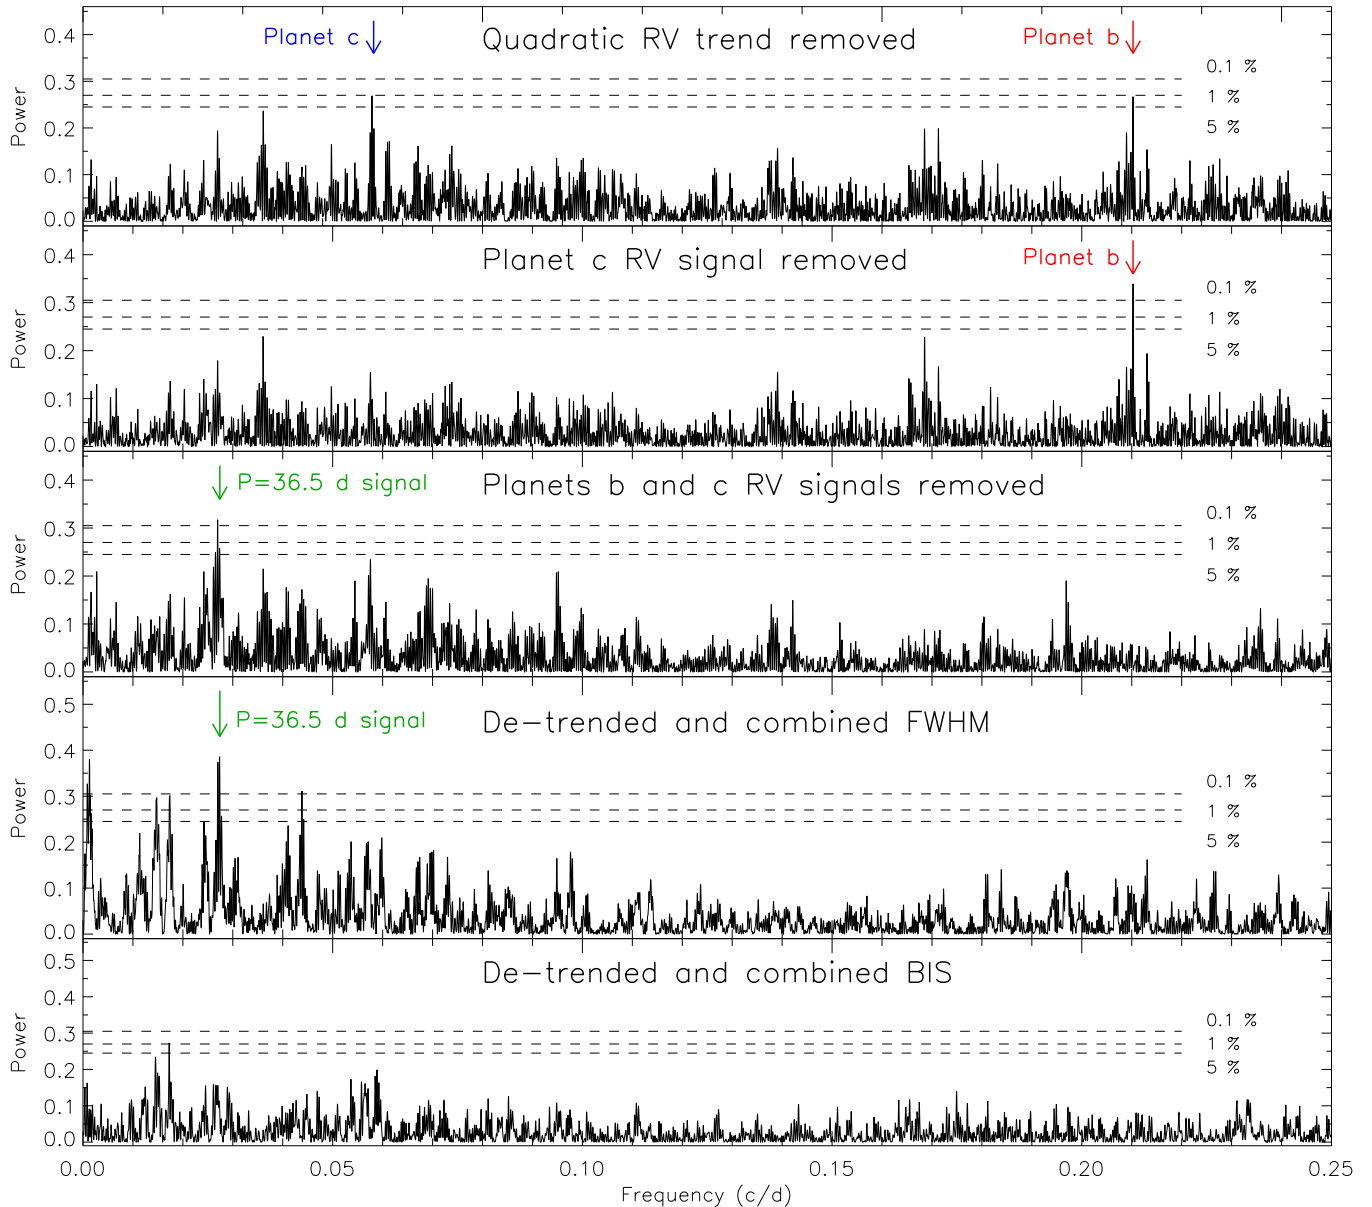 Planet c
Quadratic RV trend removed
Planet b
0.4
0.3
0.2
0.1
0.0
Power
0.1 %
1 %
5 %
Planet c RV signal removed
Planet b
0.4
0.3
0.2
0.1
0.0
Power
0.1 %
1 %
5 %
P=36.5 d signal
Planets b and c RV signals removed
0.4
0.3
0.2
0.1
0.0
Power
0.1 %
1 %
5 %
P=36.5 d signal
De-trended and combined FWHM
0.5
0.4
0.3
0.2
0.1
0.0
Power
0.1 %
1 %
5 %
De-trended and combined BIS
0.5
0.4
0.3
0.2
0.1
0.0
Power
0.1 %
1 %
5 %
0.00 0.05 0.10 0.15 0.20 0.25
Frequency (c/d)